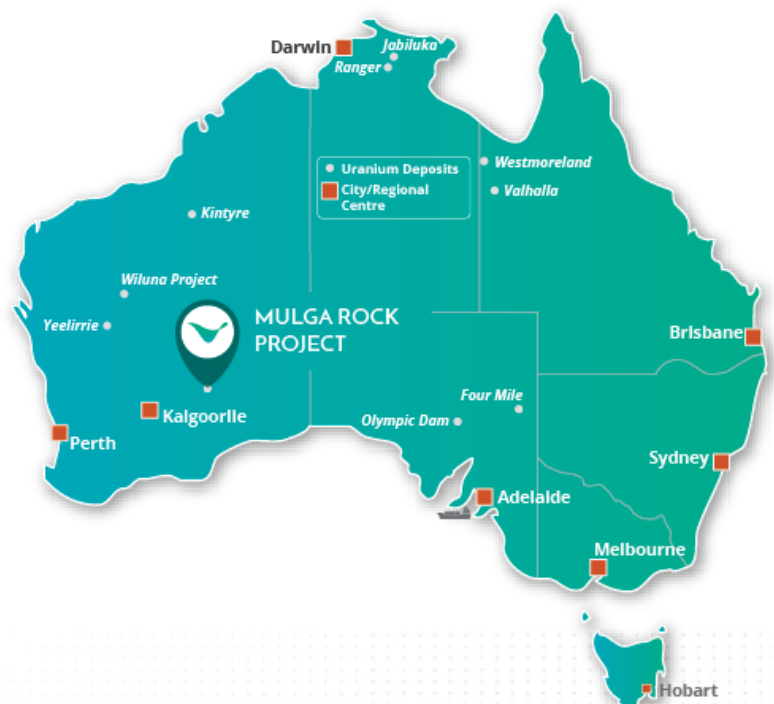 Darwin
Jabiluka
Ranger
Uranium Deposits
City/Regional
Centre
Westmoreland
Valhalla
Kintyre
Wiluna Project
Yeelirrie
MULGA ROCK
PROJECT
Brisbane
Four Mile
Olympic Dam
Kalgoorlie
Perth
Sydney
Adelaide
Melbourne
Hobart